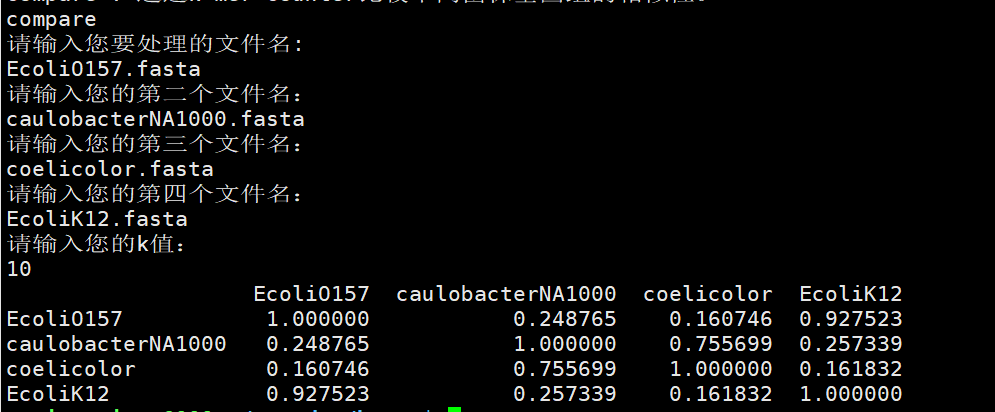 compare
请输入您要处理的文件名:
EcoliO157.fasta
请输入您的第二个文件名：
caulobacterNA1000.fasta
请输入您的第三个文件名：
coelicolor.fasta
请输入您的第四个文件名：
EcoliK12.fasta
请输入您的k值：
10
EcoliO157 caulobacterNA1000 coelicolor EcoliK12
EcoliO157 1.000000 0.248765 0.160746 0.927523
caulobacterNA1000 0.248765 1.000000 0.755699 0.257339
coelicolor 0.160746 0.755699 1.000000 0.161832
EcoliK12 0.927523 0.257339 0.161832 1.000000